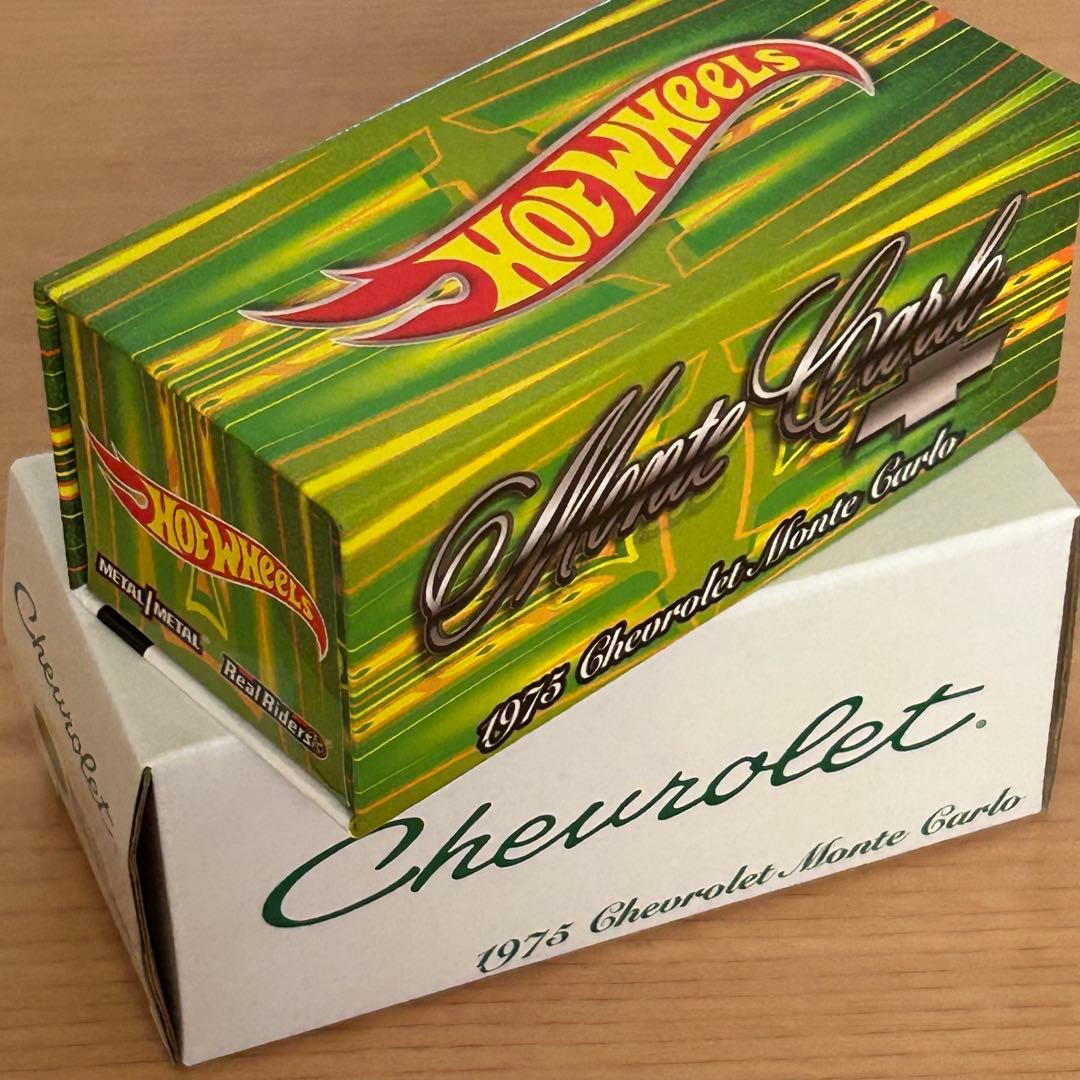 HOT WHEELS
Monte Carlo
1975 Chevrolet Monte Carlo
HOT WHEELS
METAL/METAL
Real Riders
Chevrolet
Chevrolet.
1975 Chevrolet Monte Carlo